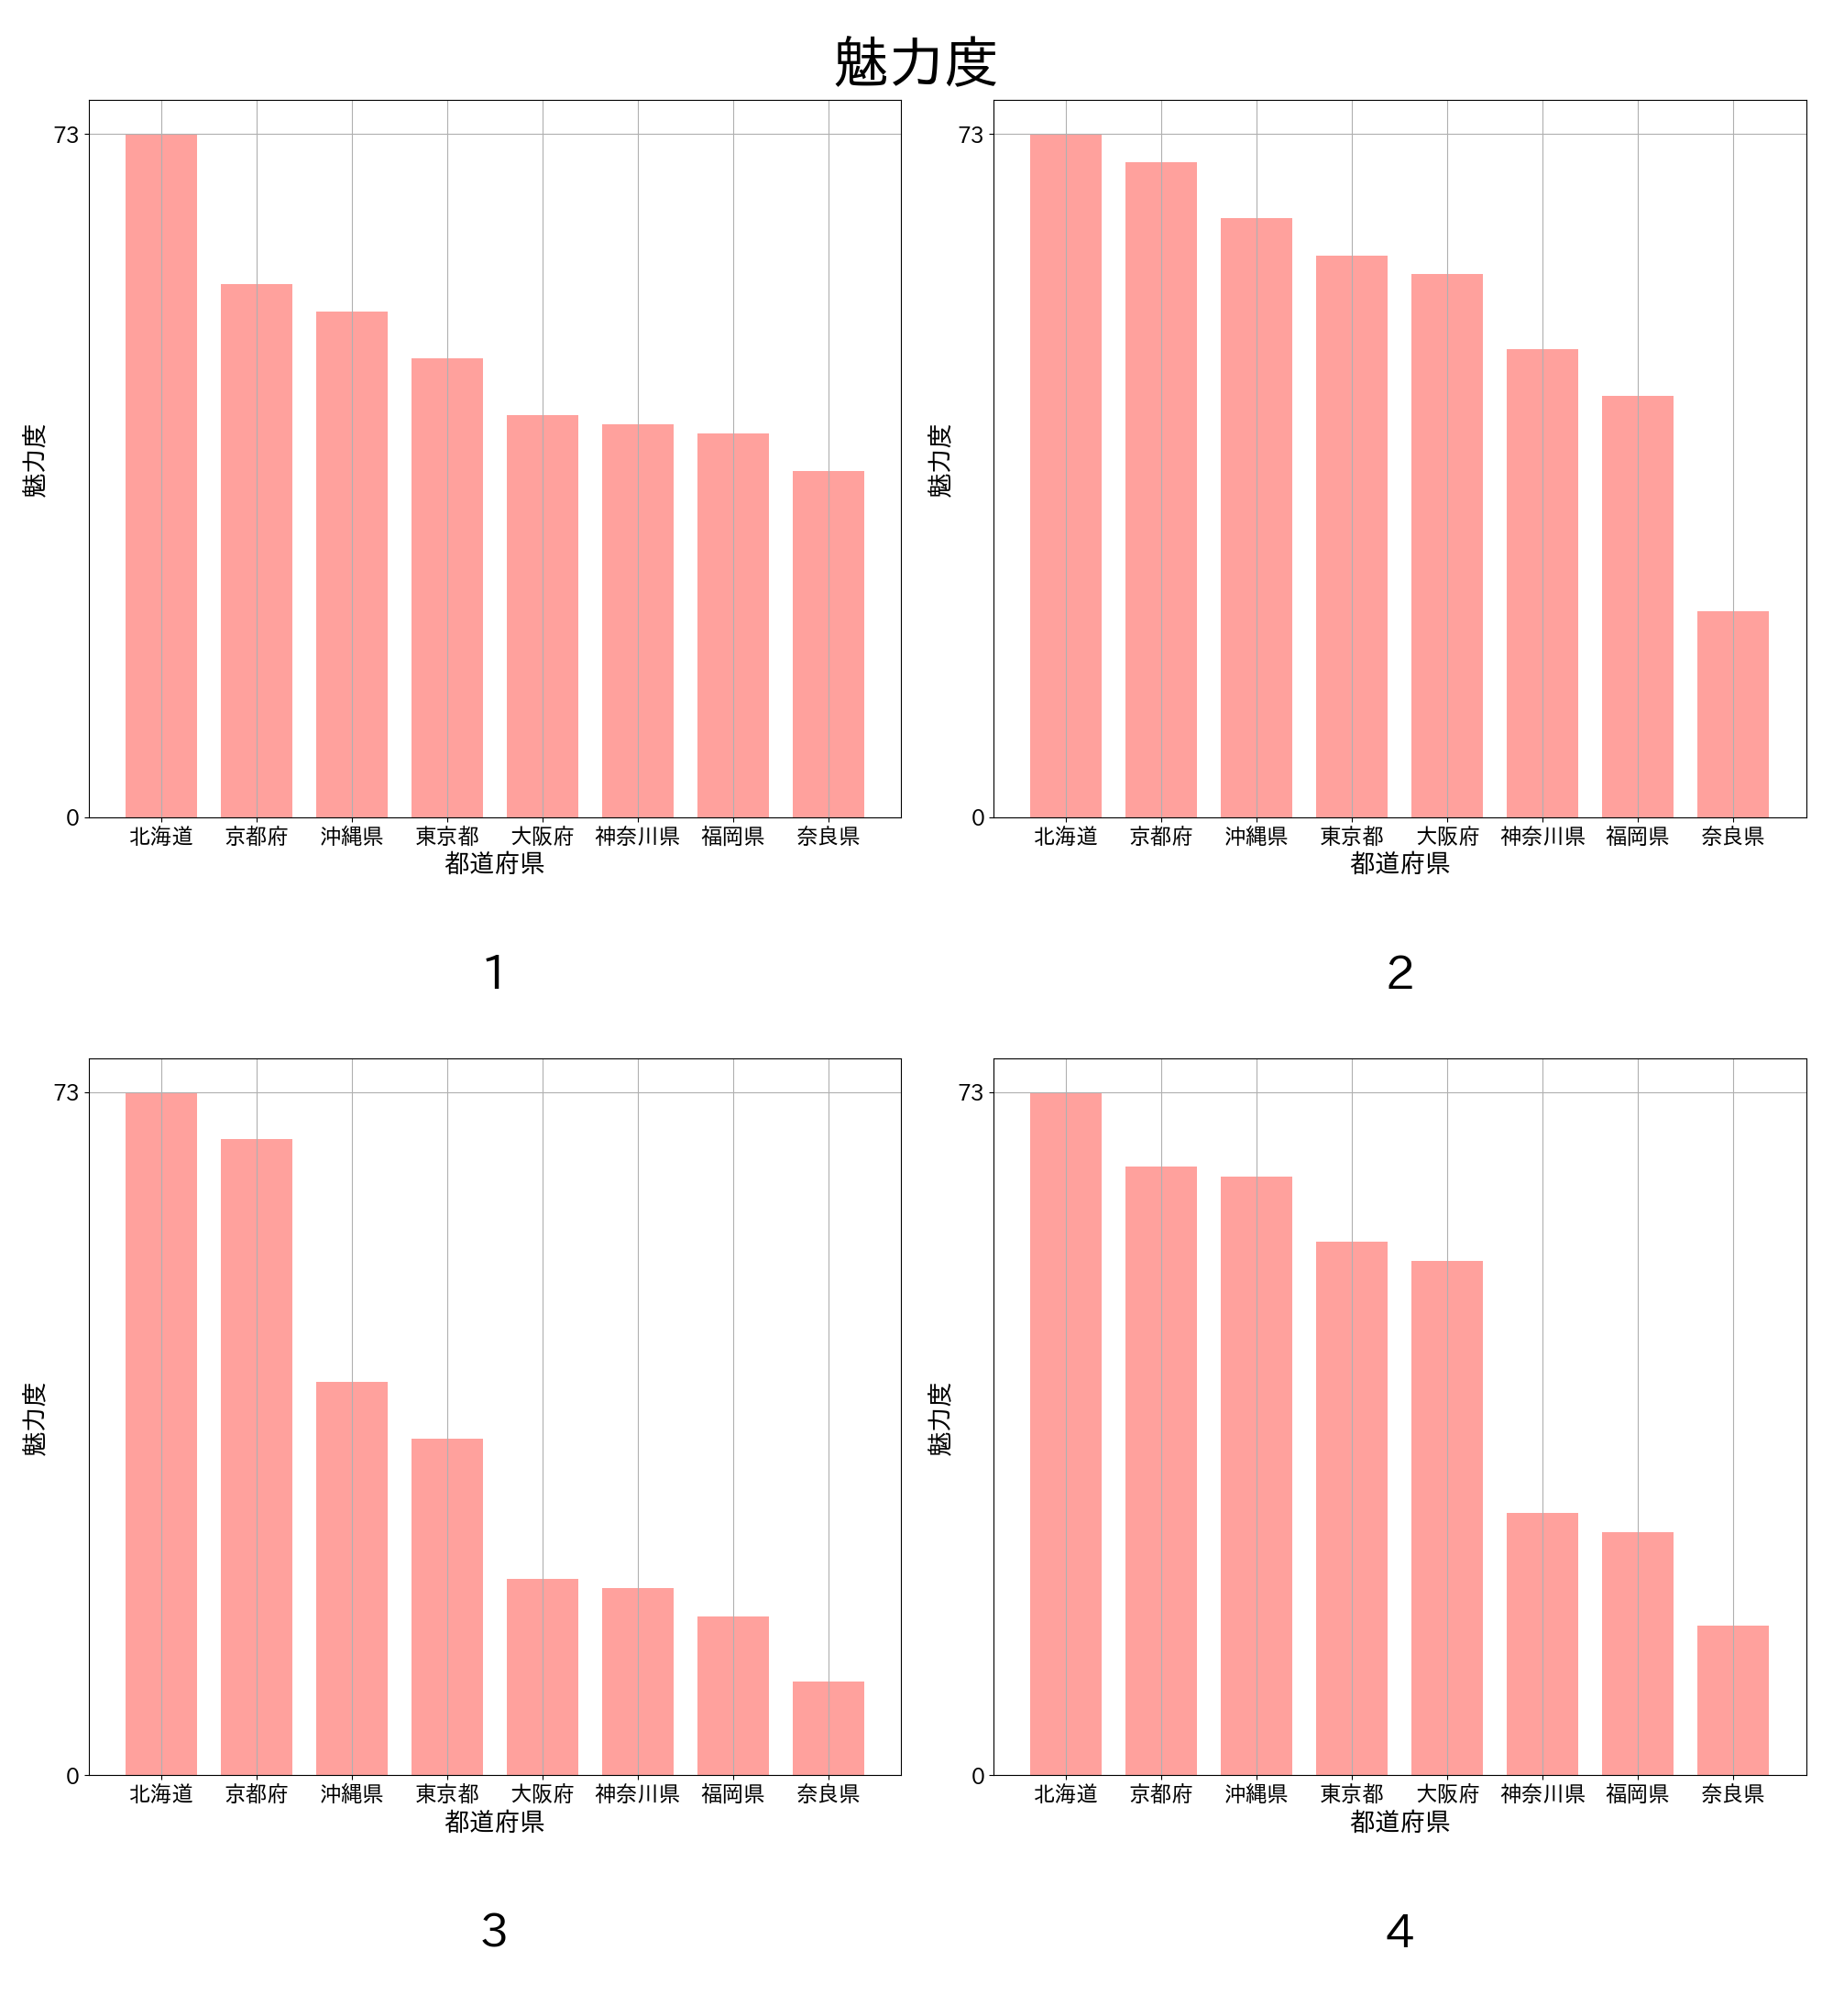 魅力度
73
0
魅力度
北海道 京都府 沖縄県 東京都 大阪府 神奈川県 福岡県 奈良県
都道府県
1
73
0
魅力度
北海道 京都府 沖縄県 東京都 大阪府 神奈川県 福岡県 奈良県
都道府県
2
73
0
魅力度
北海道 京都府 沖縄県 東京都 大阪府 神奈川県 福岡県 奈良県
都道府県
3
73
0
魅力度
北海道 京都府 沖縄県 東京都 大阪府 神奈川県 福岡県 奈良県
都道府県
4